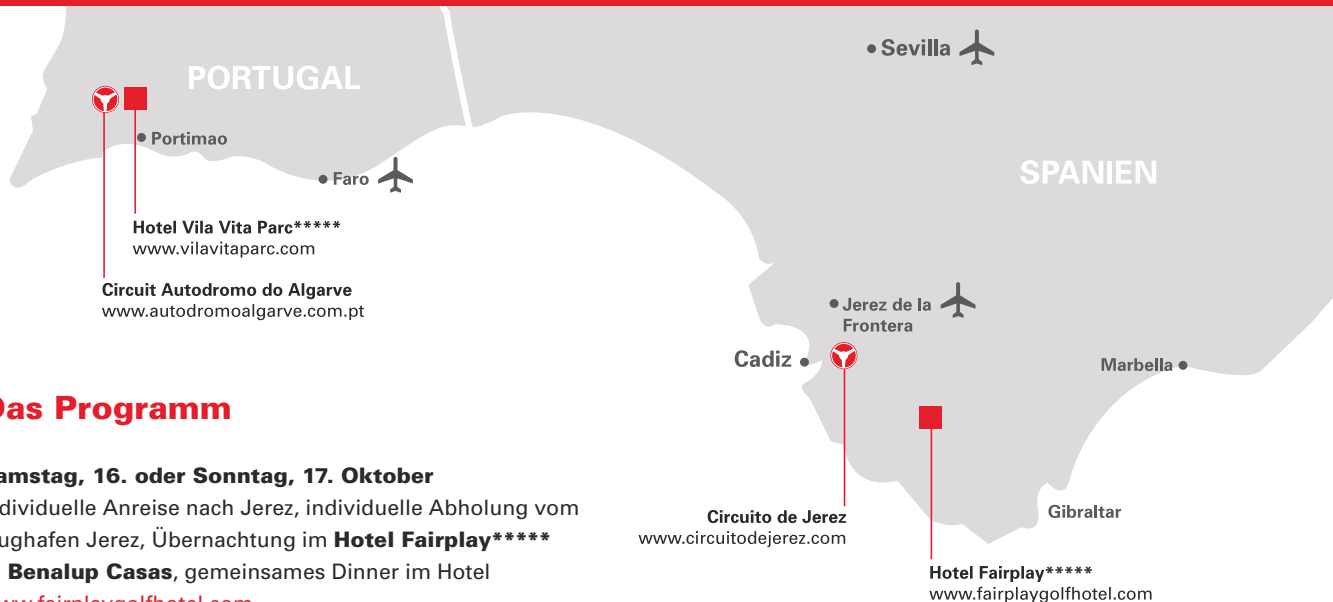 Sevilla
PORTUGAL
Portimao
SPANIEN
Faro
Hotel Vila Vita Parc*****
www.vilavitaparc.com
Circuit Autodromo do Algarve
www.autodromoalgarve.com.pt
Jerez de la
Frontera
Cadiz
Marbella
Gibraltar
Circuito de Jerez
www.circuitodejerez.com
Hotel Fairplay*****
www.fairplaygolfhotel.com
as Programm
amstag, 16. oder Sonntag, 17. Oktober
dividuelle Anreise nach Jerez, individuelle Abholung vom
ughafen Jerez, Übernachtung im Hotel Fairplay*****
Benalup Casas, gemeinsames Dinner im Hotel